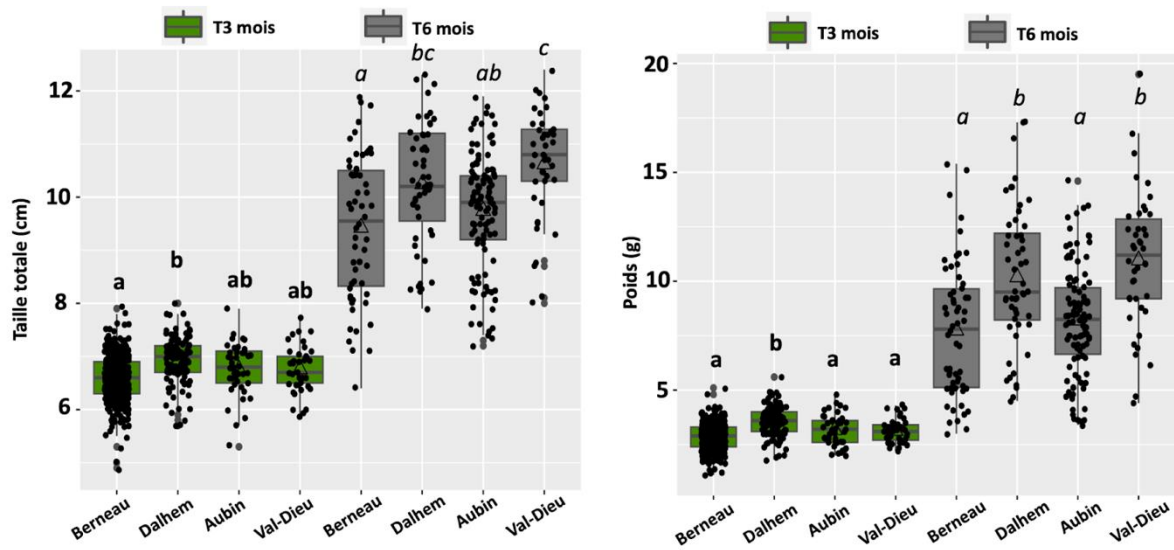 T3 mois T6 mois
Taille totale (cm)
12
10
8
6
a b ab ab a bc ab c
Berneau Dalhem Aubin Val-Dieu Berneau Dalhem Aubin Val-Dieu
T3 mois T6 mois
Poids (g)
20
15
10
5
a b a a a b a b
Berneau Dalhem Aubin Val-Dieu Berneau Dalhem Aubin Val-Dieu